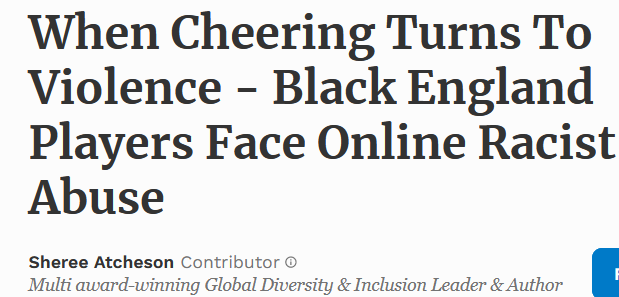 When Cheering Turns To
Violence - Black England
Players Face Online Racist
Abuse
Sheree Atcheson Contributor
Multi award-winning Global Diversity & Inclusion Leader & Author